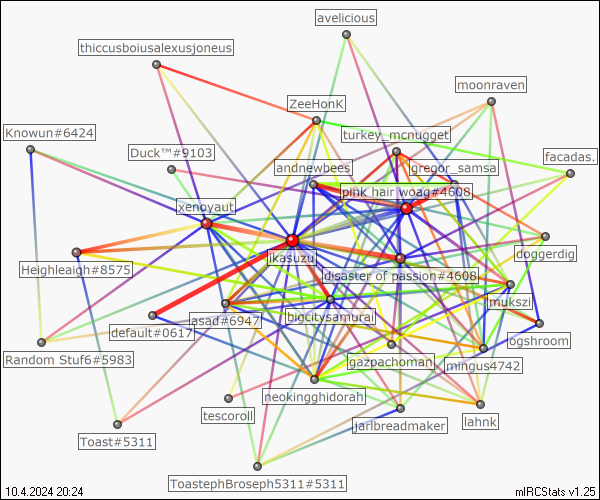 avelicious
thiccusboiusalexusjoneus
moonraven
ZeeHonK
Knowun#6424
turkey_mcnugget
Duck™#9103
facadas.
andnewbees
lgregor_samsa
pink hair woag#4608
xenoyaut
doggerdig
ikasuzu
Heighleaigh#8575
disaster of passion#4608
mukszi
bigcitysamurai
asad#6947
default#0617
ogshroom
Random Stuf6#5983
gazpachoman
mingus4742
neokingghidorah
tescoroll
jarlbreadmaker
lahnk
Toast#5311
ToastephBroseph5311#5311
10.4.2024 20:24
mIRCStats v1.25